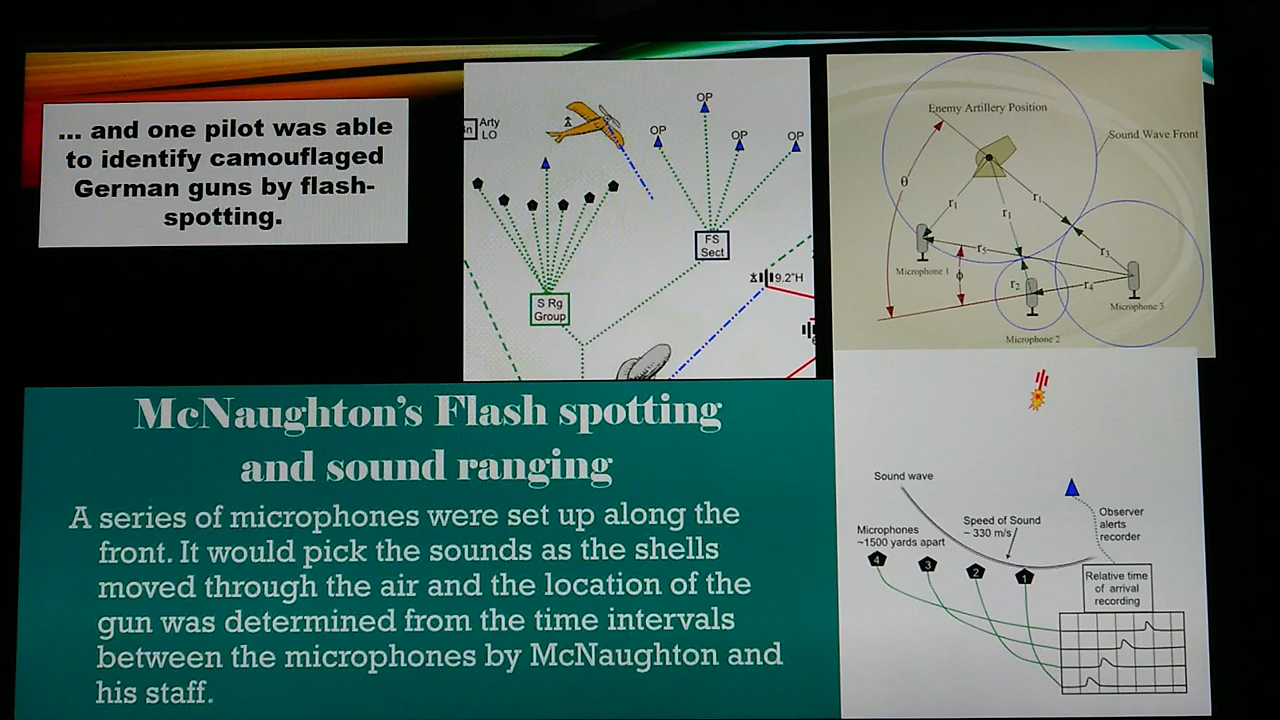 ... and one pilot was able
to identify camouflaged
German guns by flash-
spotting.
Arty
LO
OP
OP
OP
OP
FS
Sect
S Rg
Group
9.2"H
Enemy Artillery Position
Sound Wave Front
θ
r1
r1
r1
r5
r3
ϕ
r2
r4
Microphone 1
Microphone 3
Microphone 2
McNaughton's Flash spotting
and sound ranging
A series of microphones were set up along the
front. It would pick the sounds as the shells
moved through the air and the location of the
gun was determined from the time intervals
between the microphones by McNaughton and
his staff.
Sound wave
Microphones
~1500 yards apart
Speed of Sound
~ 330 m/s
Observer
alerts
recorder
4
3
2
1
Relative time
of arrival
recording